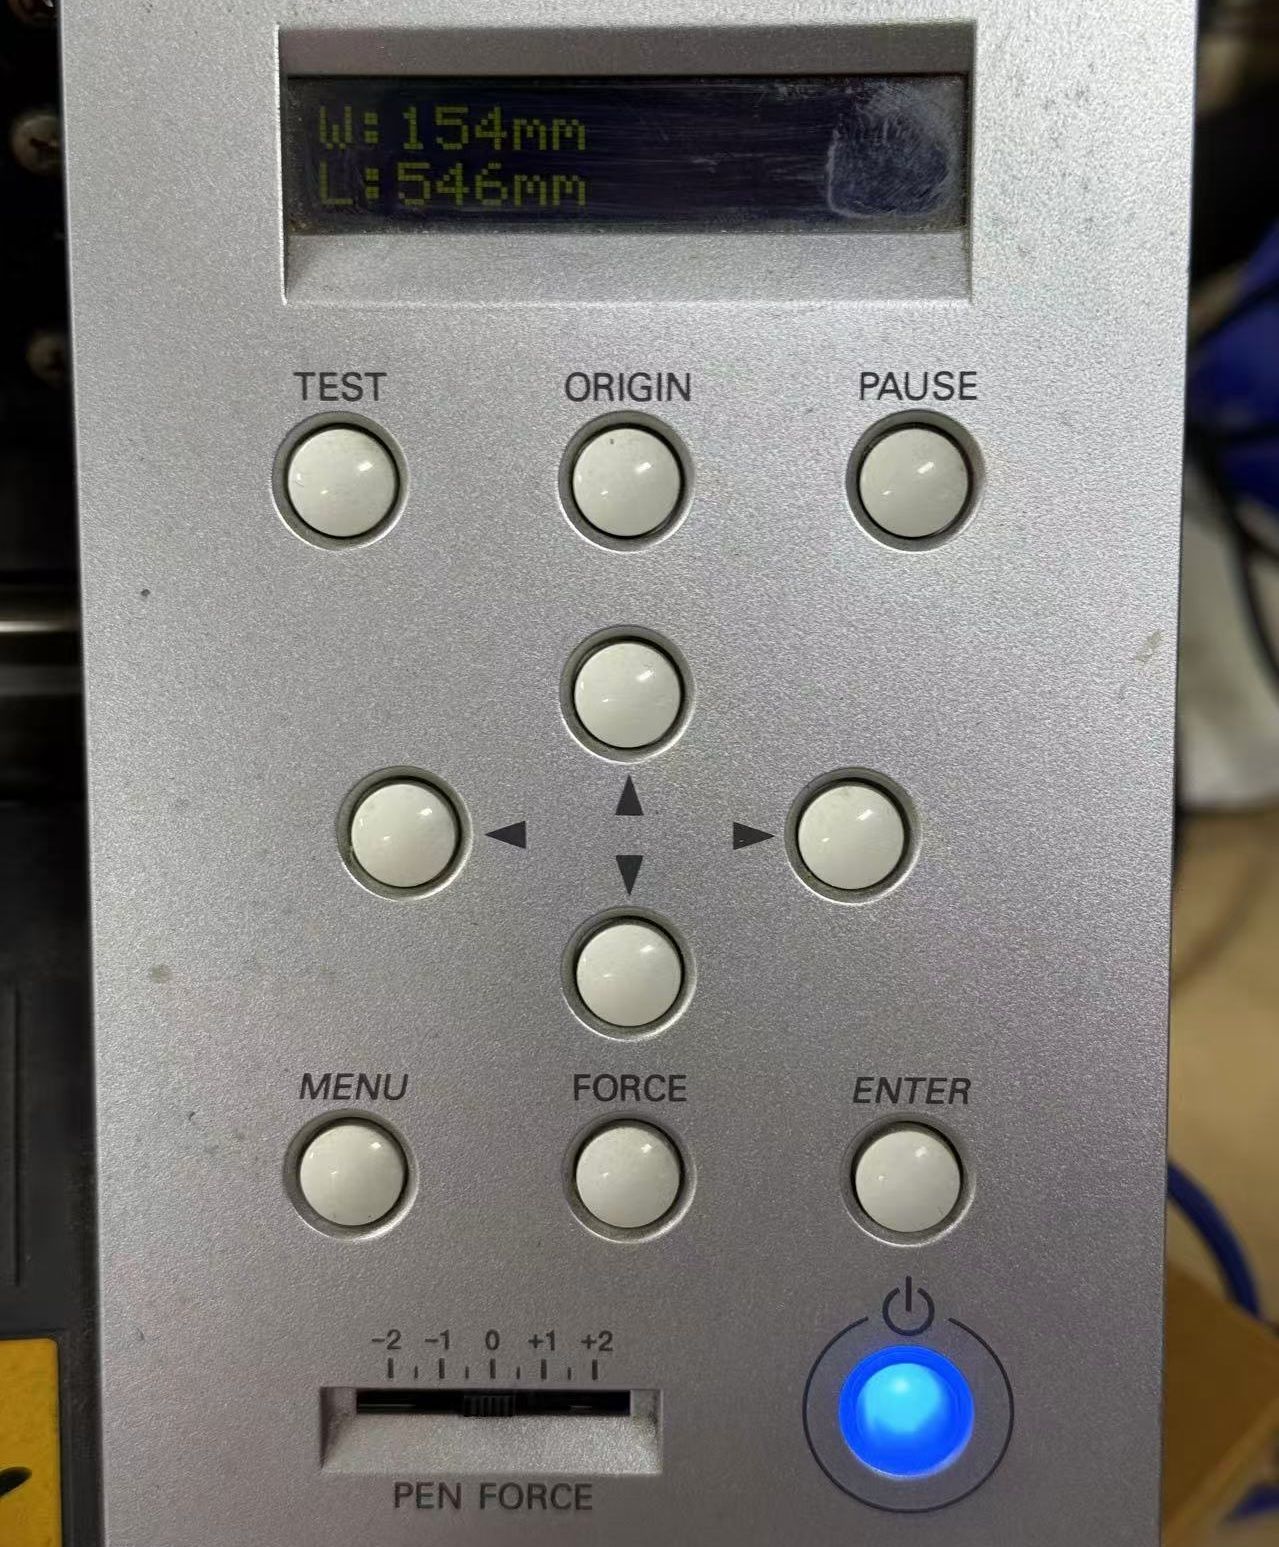 W:154mm
L:546mm
TEST ORIGIN PAUSE
MENU FORCE ENTER
-2 -1 0 +1 +2
PEN FORCE